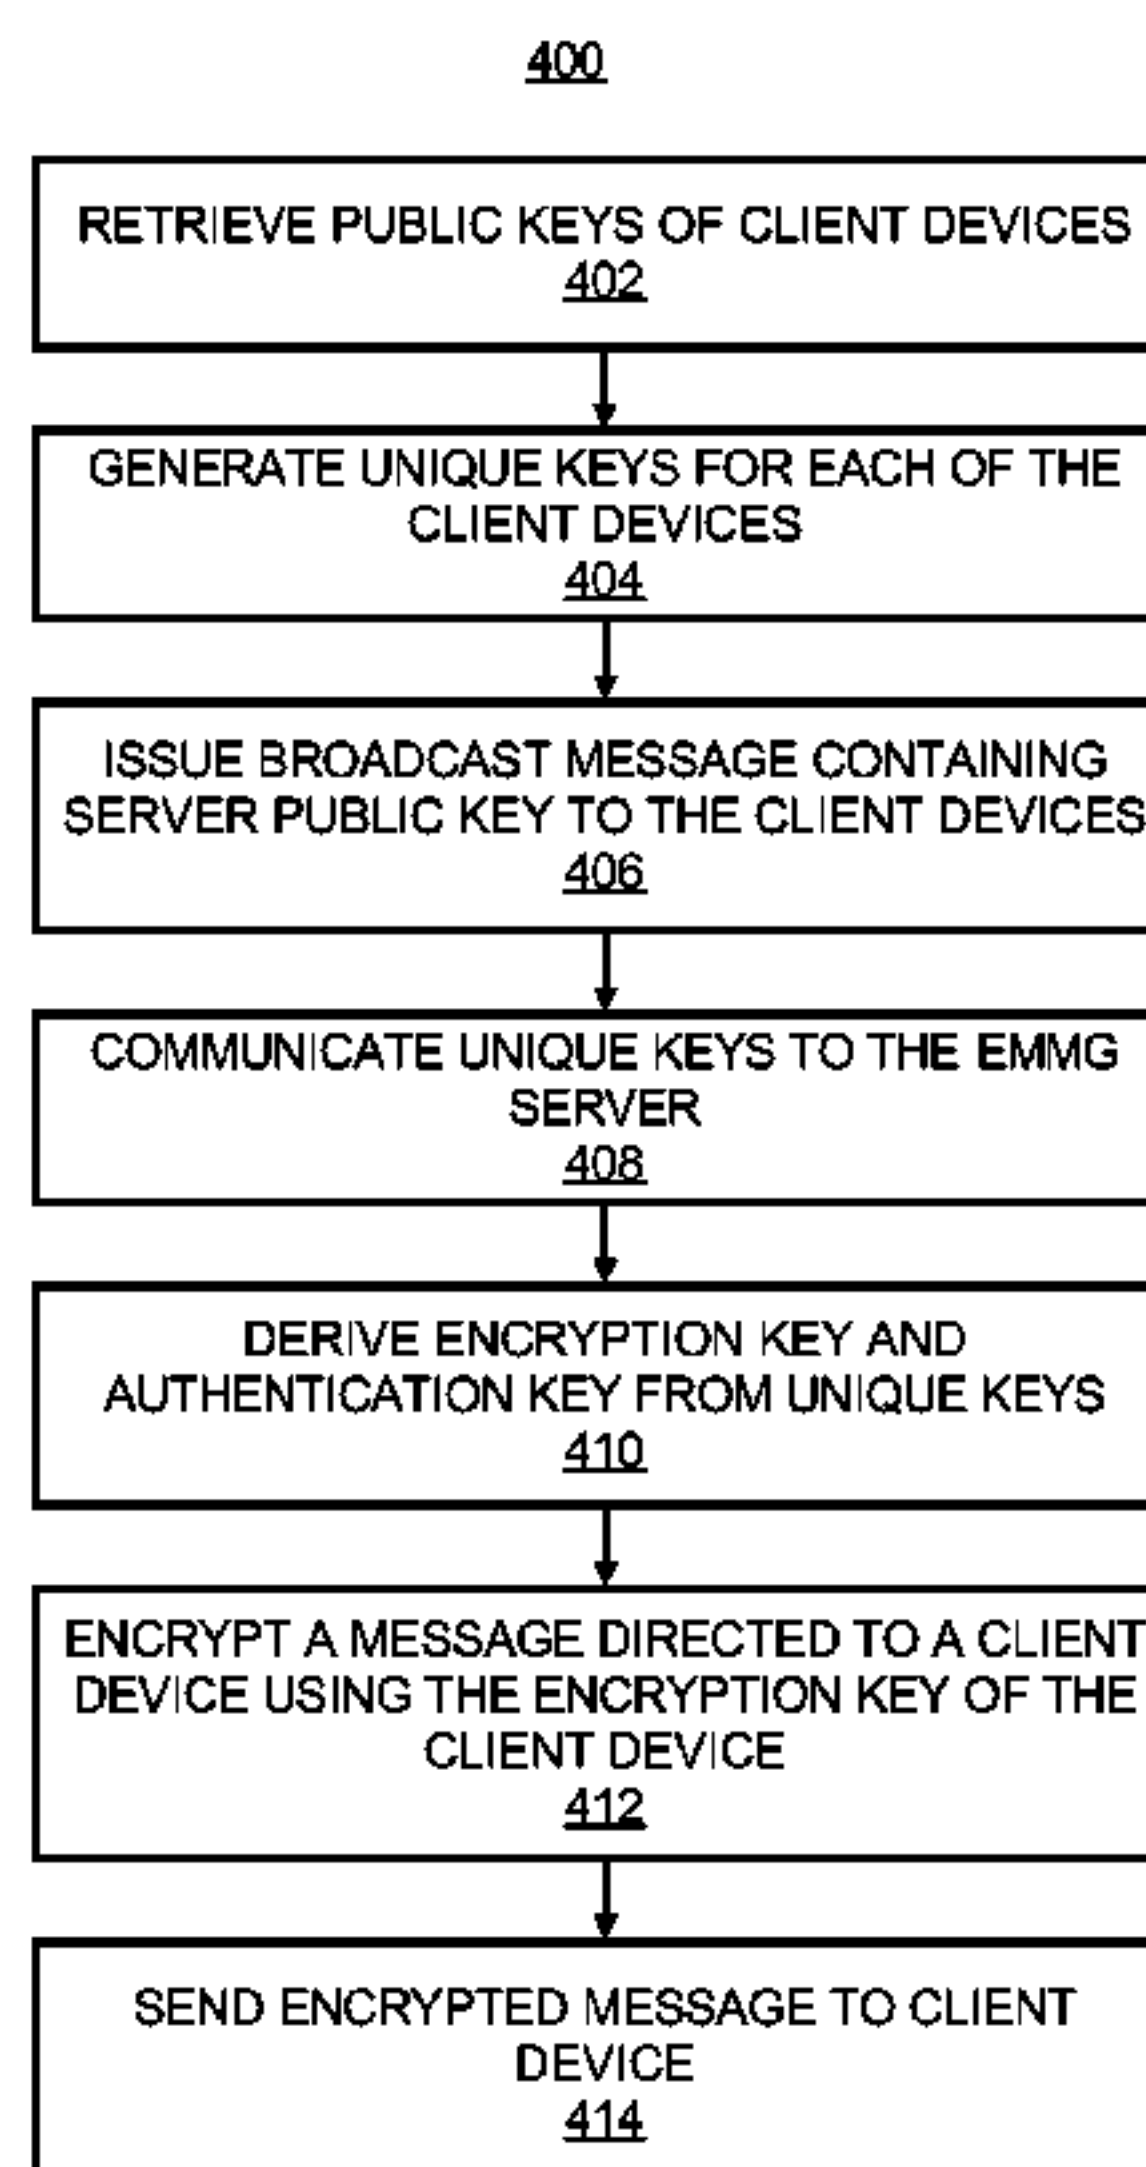 400
RETRIEVE PUBLIC KEYS OF CLIENT DEVICES
402
GENERATE UNIQUE KEYS FOR EACH OF THE
CLIENT DEVICES
404
ISSUE BROADCAST MESSAGE CONTAINING
SERVER PUBLIC KEY TO THE CLIENT DEVICES
406
COMMUNICATE UNIQUE KEYS TO THE EMMG
SERVER
408
DERIVE ENCRYPTION KEY AND
AUTHENTICATION KEY FROM UNIQUE KEYS
410
ENCRYPT A MESSAGE DIRECTED TO A CLIENT
DEVICE USING THE ENCRYPTION KEY OF THE
CLIENT DEVICE
412
SEND ENCRYPTED MESSAGE TO CLIENT
DEVICE
414